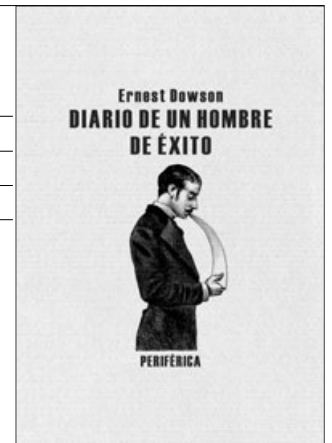 Ernest Dowson
DIARIO DE UN HOMBRE
DE ÉXITO
PERIFÉRICA